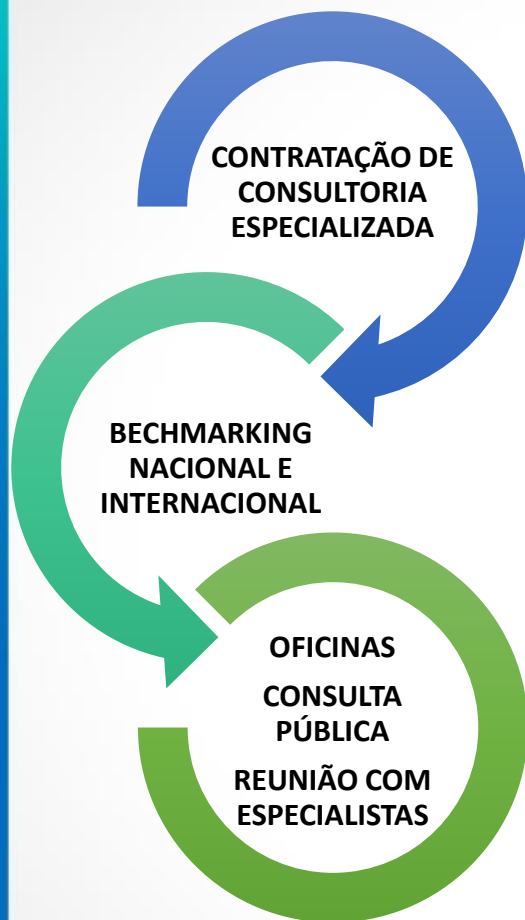 CONTRATAÇÃO DE
CONSULTORIA
ESPECIALIZADA
BECHMARKING
NACIONAL E
INTERNACIONAL
OFICINAS
CONSULTA
PÚBLICA
REUNIÃO COM
ESPECIALISTAS